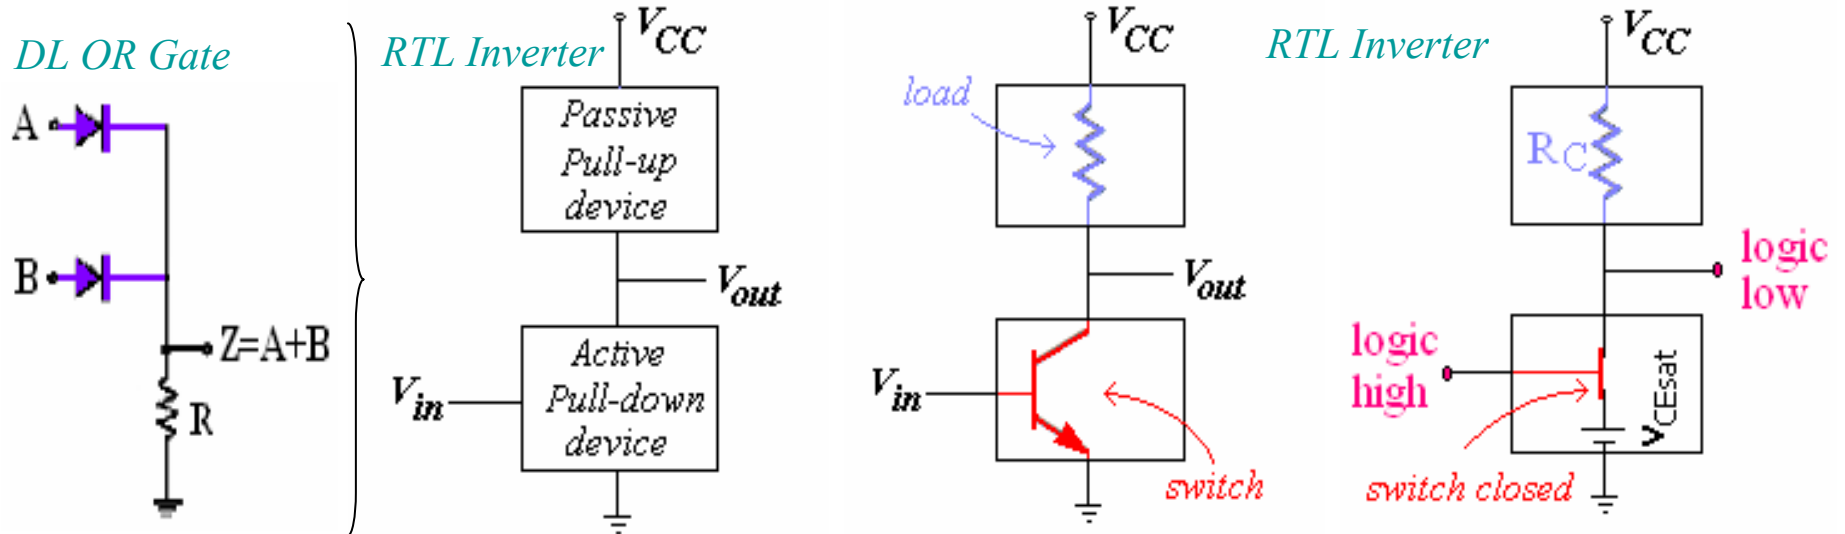 DL OR Gate
A
B
Z=A+B
R
RTL Inverter
VCC
Passive
Pull-up
device
Vout
Active
Pull-down
device
Vin
VCC
load
Vout
Vin
switch
RTL Inverter
VCC
RC
logic
low
logic
high
VCEsat
switch closed